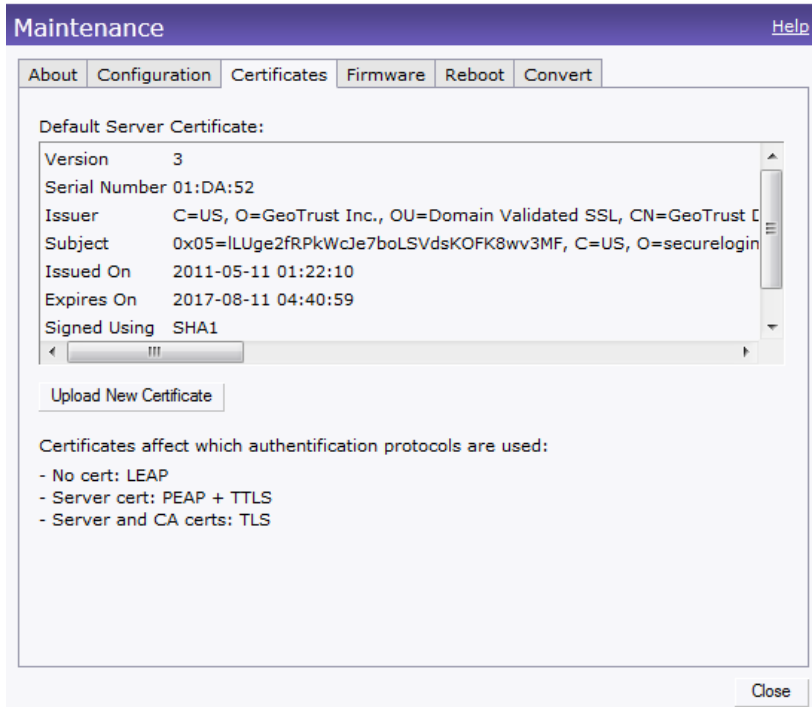 Maintenance Help
About Configuration Certificates Firmware Reboot Convert
Default Server Certificate:
Version 3
Serial Number 01:DA:52
Issuer C=US, O=GeoTrust Inc., OU=Domain Validated SSL, CN=GeoTrust
Subject 0x05=lLUge2fRPkWcJe7boLSVdsKOFK8wv3MF, C=US, O=securelogin
Issued On 2011-05-11 01:22:10
Expires On 2017-08-11 04:40:59
Signed Using SHA1
Upload New Certificate
Certificates affect which authentification protocols are used:
- No cert: LEAP
- Server cert: PEAP + TTLS
- Server and CA certs: TLS
Close